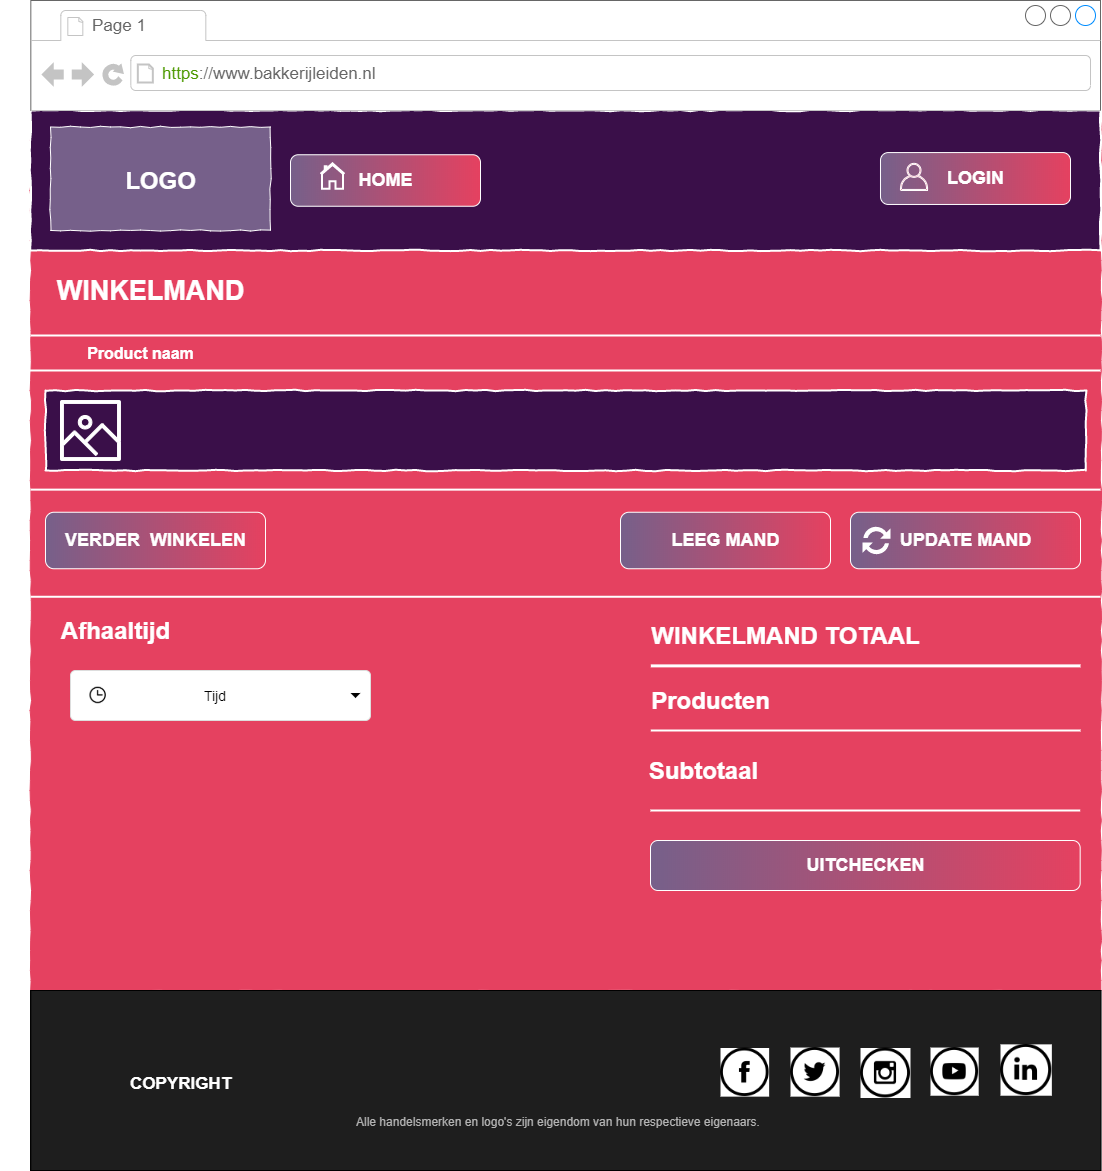 Page 1
https://www.bakkerijleiden.nl
LOGO
HOME
LOGIN
WINKELMAND
Product naam
VERDER WINKELEN
LEEG MAND
UPDATE MAND
Afhaaltijd
WINKELMAND TOTAAL
Tijd
Producten
Subtotaal
UITCHECKEN
COPYRIGHT
f
in
Alle handelsmerken en logo's zijn eigendom van hun respectieve eigenaars.